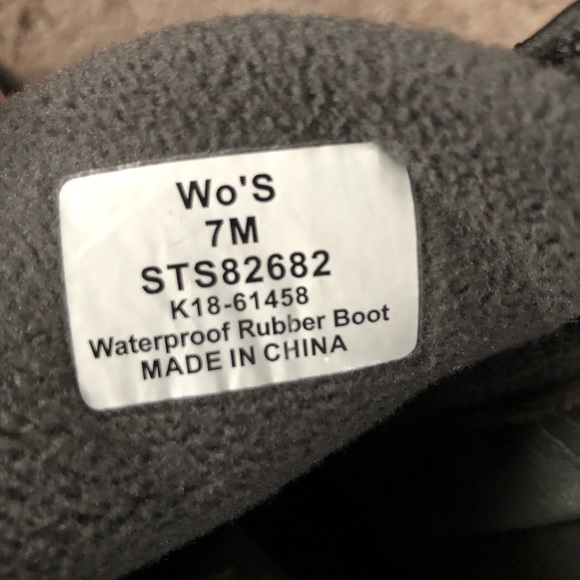 Wo'S
7M
STS82682
K18-61458
Waterproof Rubber Boot
MADE IN CHINA